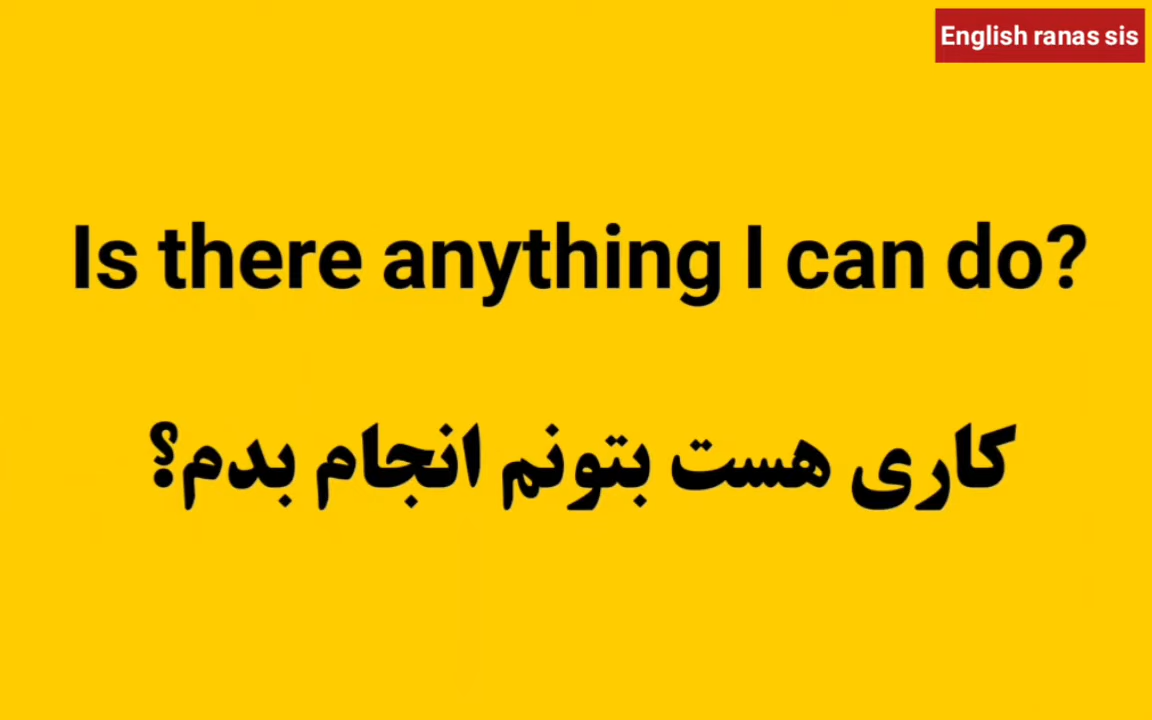 English ranas sis
Is there anything I can do?
کاری هست بتونم انجام بدم؟